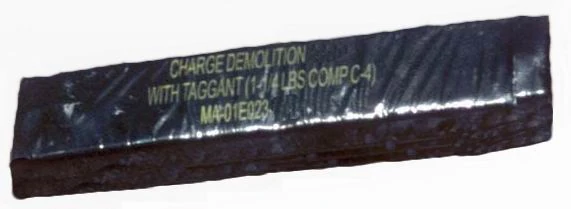 CHARGE DEMOLITION
WITH TAGGANT (1-1/4 LBS COMP C-4)
MA-01E023-